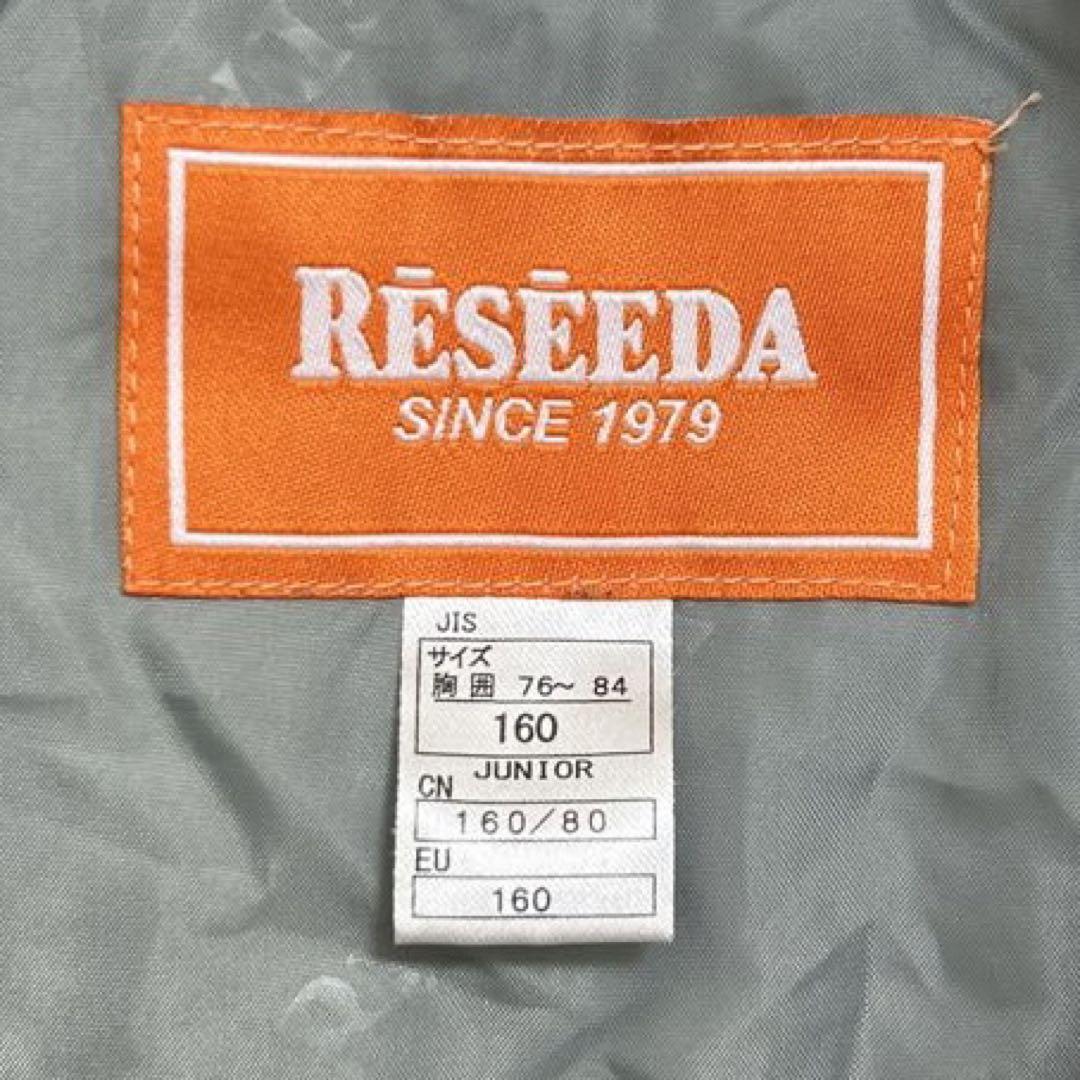 RĒSĒEDA
SINCE 1979
JIS
サイズ
胸囲 76～84
160
JUNIOR
CN
160/80
EU
160